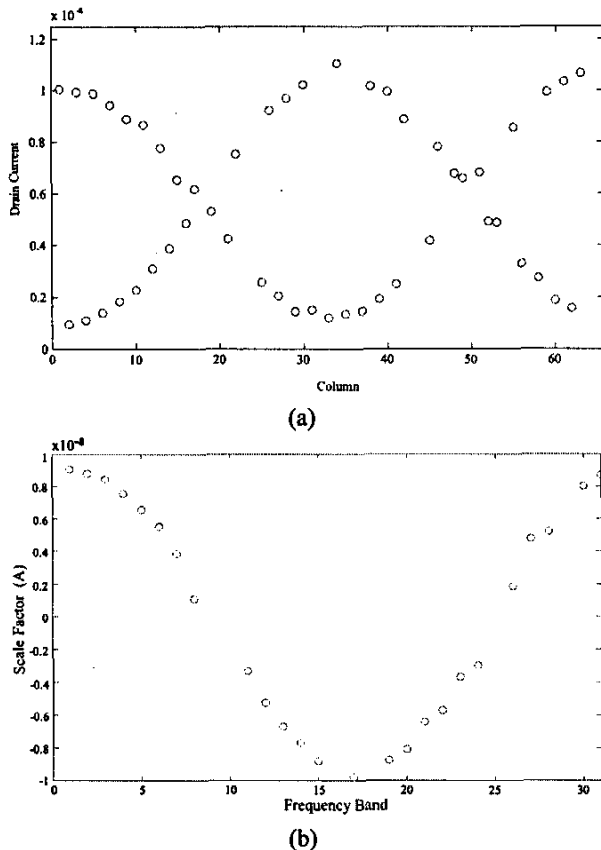 x 10⁻⁴
1.2
1
0.8
0.6
0.4
0.2
0
Drain Current
0 10 20 30 40 50 60
Column
(a)
x10⁻⁸
1
0.8
0.6
0.4
0.2
0
-0.2
-0.4
-0.6
-0.8
-1
Scale Factor (A)
0 5 10 15 20 25 30
Frequency Band
(b)